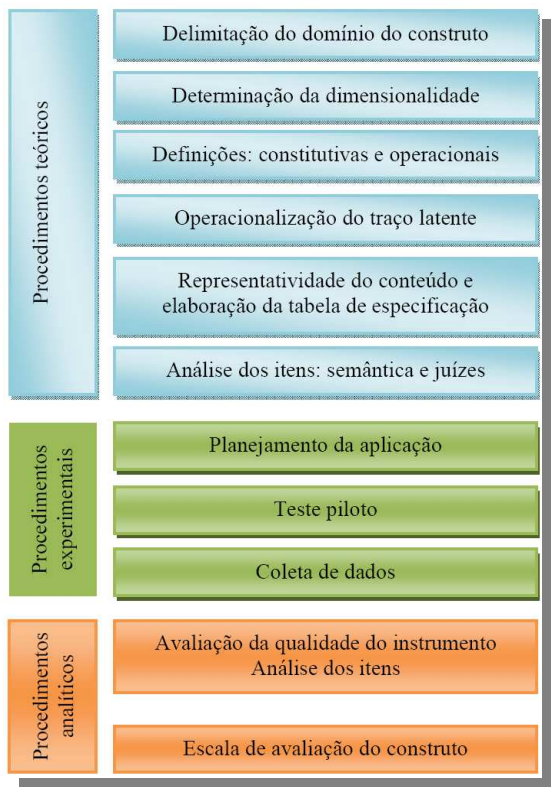 Procedimentos teóricos
Delimitação do domínio do construto
Determinação da dimensionalidade
Definições: constitutivas e operacionais
Operacionalização do traço latente
Representatividade do conteúdo e
elaboração da tabela de especificação
Análise dos itens: semântica e juízes
Procedimentos
experimentais
Planejamento da aplicação
Teste piloto
Coleta de dados
Procedimentos
analíticos
Avaliação da qualidade do instrumento
Análise dos itens
Escala de avaliação do construto